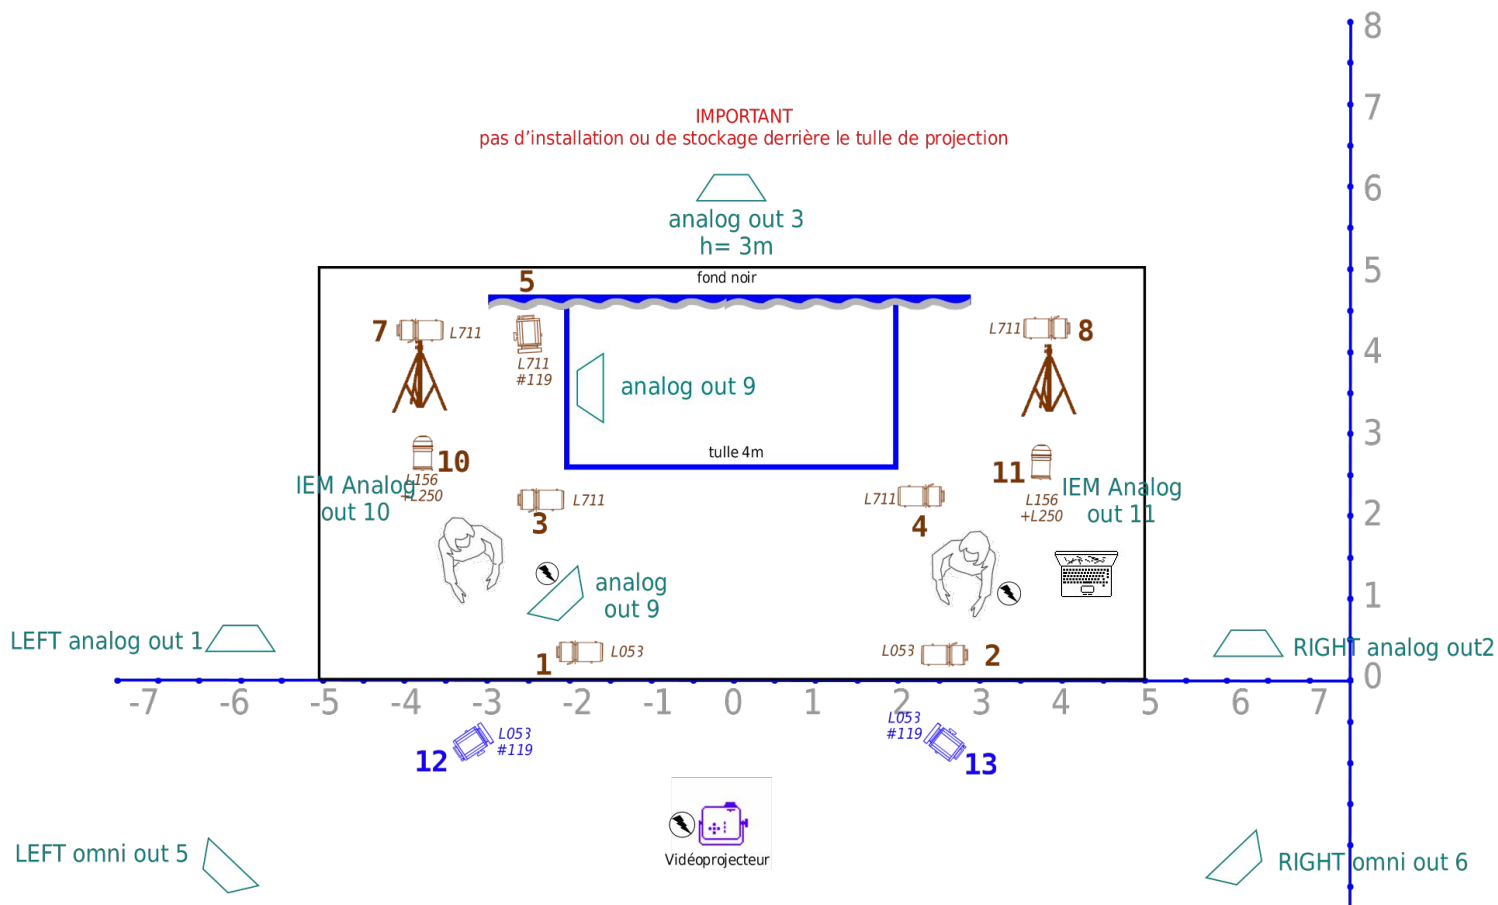 8
7
IMPORTANT
pas d’installation ou de stockage derrière le tulle de projection
6
analog out 3
h= 3m
5
fond noir
5
7
L711
L711
8
4
L711
#119
analog out 9
3
tulle 4m
10
L156
+L250
IEM Analog
out 10
11
L156
+L250
IEM Analog
out 11
L711
3
L711
4
2
analog
out 9
1
LEFT analog out 1
1
L053
L053
2
RIGHT analog out2
0
-7 -6 -5 -4 -3 -2 -1 0 1 2 3 4 5 6 7
12
L053
#119
L053
#119
13
Vidéoprojecteur
LEFT omni out 5
RIGHT omni out 6